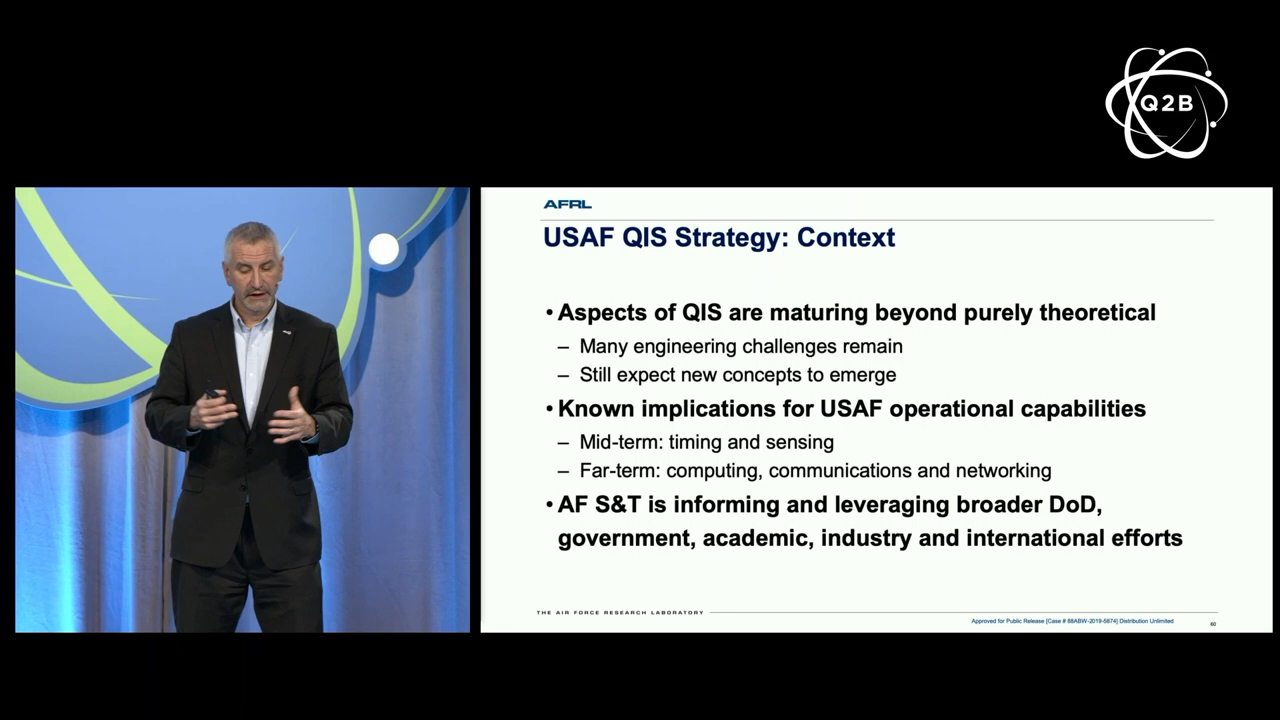 Q2B
AFRL
USAF QIS Strategy: Context
• Aspects of QIS are maturing beyond purely theoretical
– Many engineering challenges remain
– Still expect new concepts to emerge
• Known implications for USAF operational capabilities
– Mid-term: timing and sensing
– Far-term: computing, communications and networking
• AF S&T is informing and leveraging broader DoD,
government, academic, industry and international efforts
THE AIR FORCE RESEARCH LABORATORY
Approved for Public Release [Case # 88ABW-2019-5874] Distribution Unlimited
60